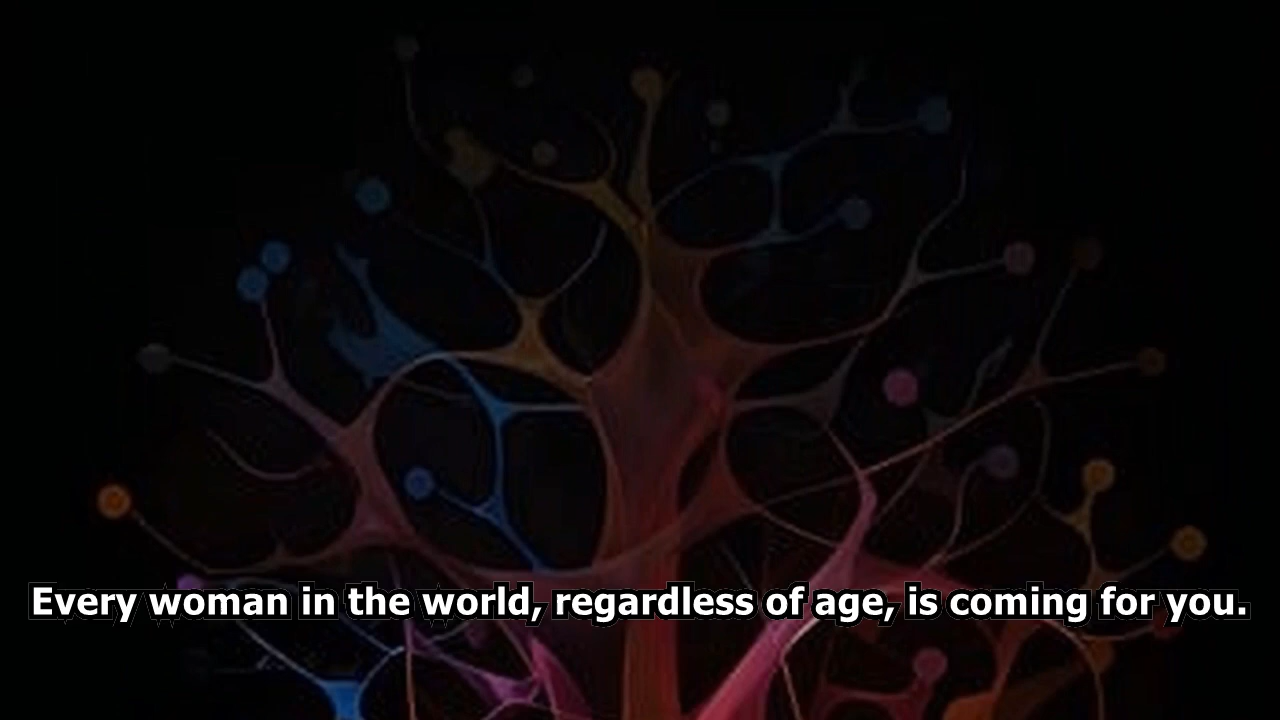 Every woman in the world, regardless of age, is coming for you.